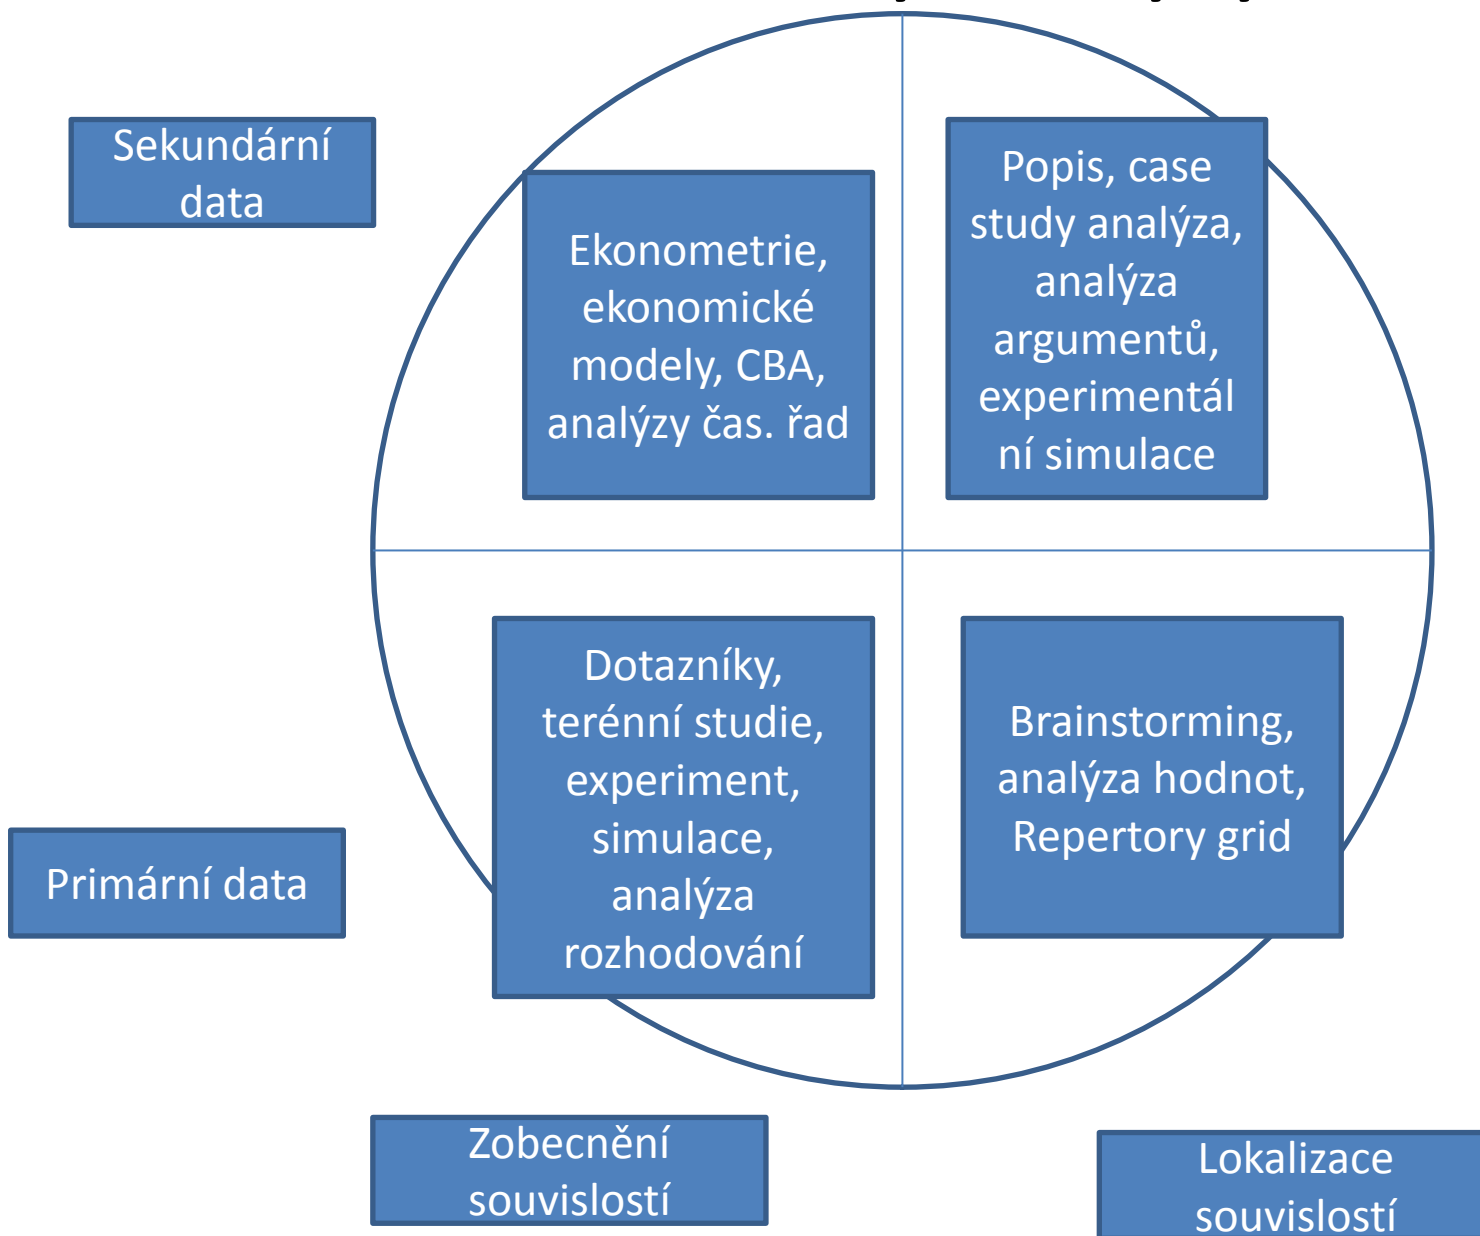 Sekundární
data
Ekonometrie,
ekonomické
modely, CBA,
analýzy čas. řad
Popis, case
study analýza,
analýza
argumentů,
experimentál
ní simulace
Dotazníky,
terénní studie,
experiment,
simulace,
analýza
rozhodování
Brainstorming,
analýza hodnot,
Repertory grid
Primární data
Zobecnění
souvislostí
Lokalizace
souvislostí